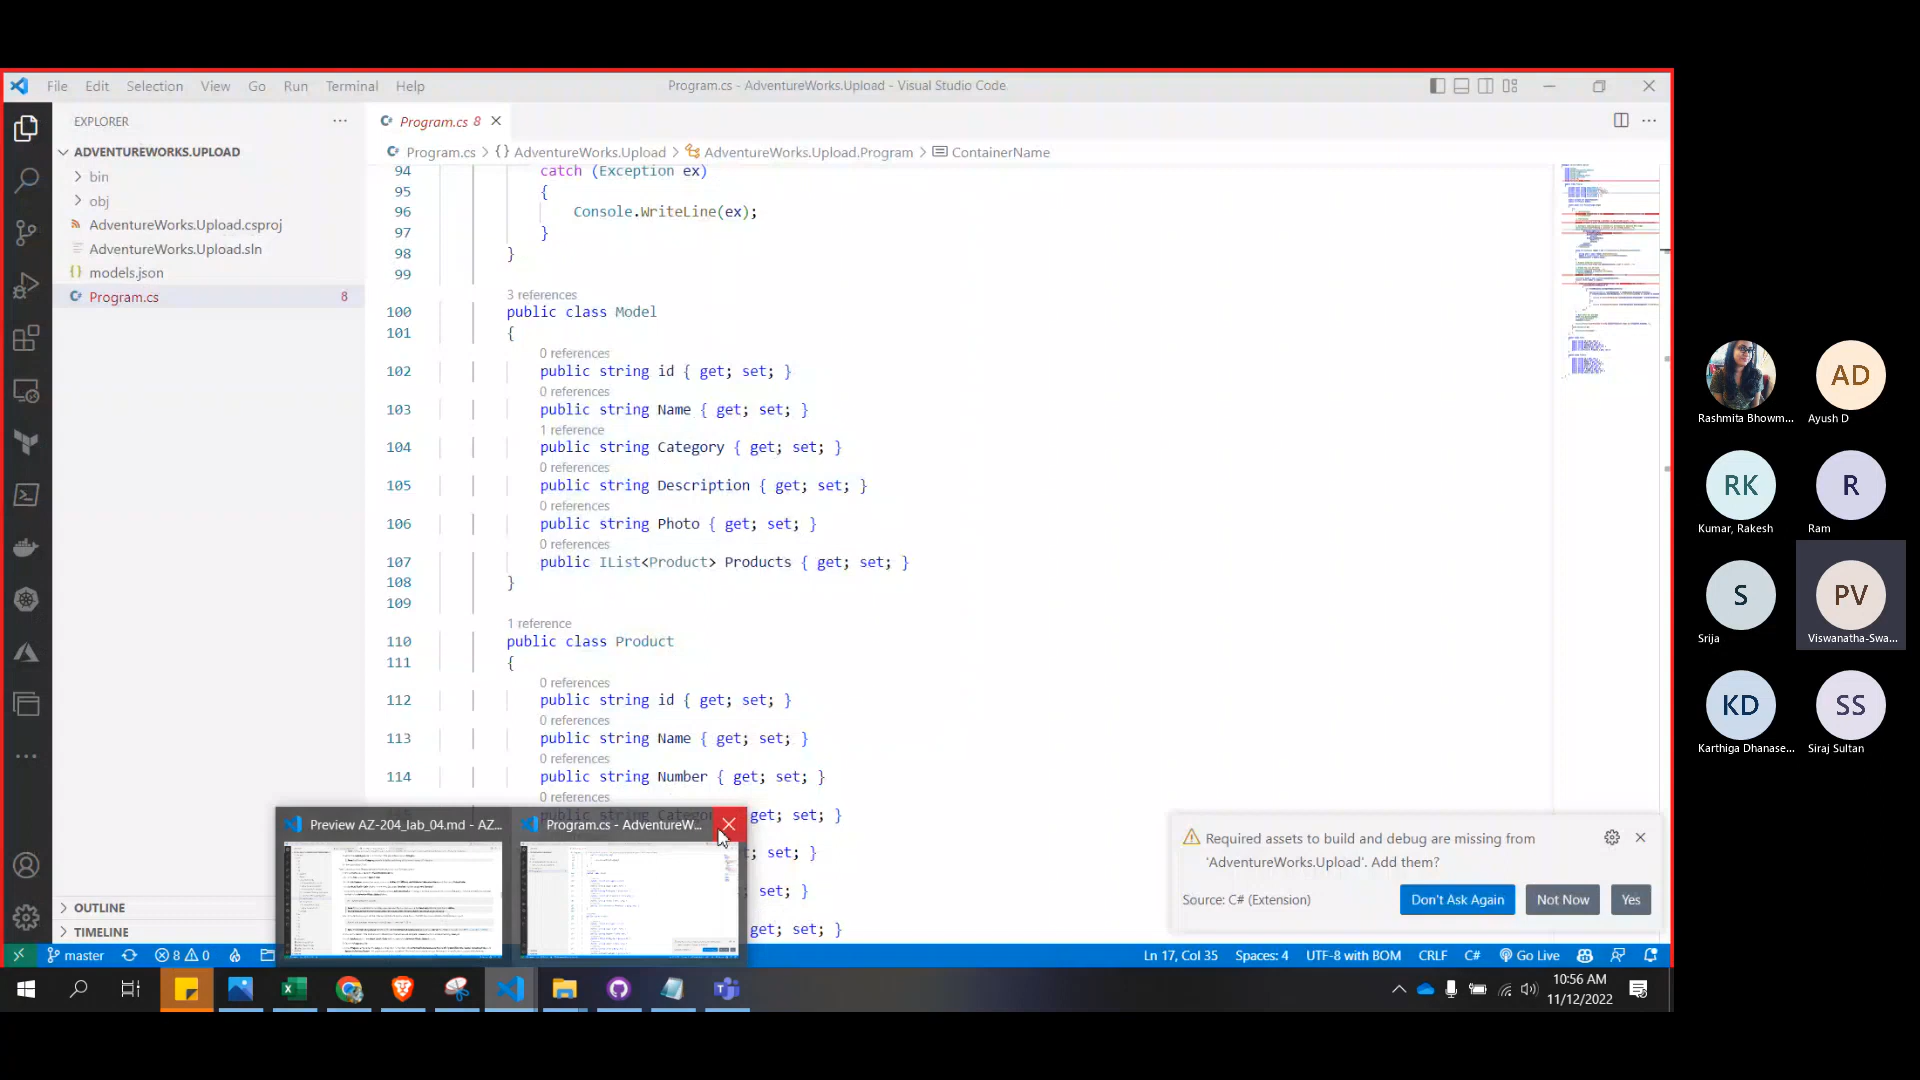 File Edit Selection View Go Run Terminal Help
Program.cs - AdventureWorks.Upload - Visual Studio Code
EXPLORER
ADVENTUREWORKS.UPLOAD
bin
obj
AdventureWorks.Upload.csproj
AdventureWorks.Upload.sln
models.json
Program.cs 8
OUTLINE
TIMELINE
Program.cs 8
Program.cs > {} AdventureWorks.Upload > AdventureWorks.Upload.Program > ContainerName
94 catch (Exception ex)
95 {
96 Console.WriteLine(ex);
97 }
98 }
99
3 references
100 public class Model
101 {
0 references
102 public string id { get; set; }
0 references
103 public string Name { get; set; }
1 reference
104 public string Category { get; set; }
0 references
105 public string Description { get; set; }
0 references
106 public string Photo { get; set; }
0 references
107 public IList<Product> Products { get; set; }
108 }
109
1 reference
110 public class Product
111 {
0 references
112 public string id { get; set; }
0 references
113 public string Name { get; set; }
0 references
114 public string Number { get; set; }
0 references
public string Category { get; set; }
set; }
set; }
get; set; }
Preview AZ-204_lab_04.md - AZ...
Program.cs - AdventureW...
Required assets to build and debug are missing from
'AdventureWorks.Upload'. Add them?
Source: C# (Extension)
Don't Ask Again
Not Now
Yes
master
8 0
Ln 17, Col 35
Spaces: 4
UTF-8 with BOM
CRLF
C#
Go Live
10:56 AM
11/12/2022
Rashmita Bhowm...
AD
Ayush D
RK
Kumar, Rakesh
R
Ram
S
Srija
PV
Viswanatha-Swa...
KD
Karthiga Dhanase...
SS
Siraj Sultan